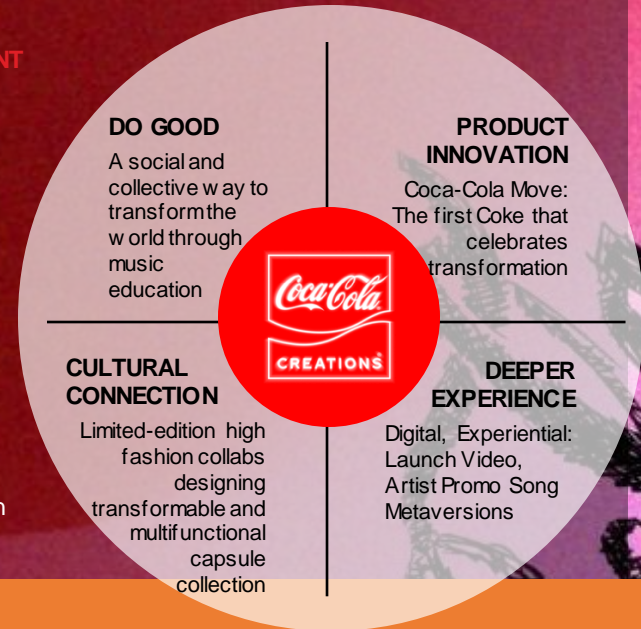 NT
DO GOOD
A social and
collective way to
transform the
world through
music
education
PRODUCT
INNOVATION
Coca-Cola Move:
The first Coke that
celebrates
transformation
Coca-Cola
CREATIONS
CULTURAL
CONNECTION
Limited-edition high
fashion collabs
designing
transformable and
multifunctional
capsule
collection
DEEPER
EXPERIENCE
Digital, Experiential:
Launch Video,
Artist Promo Song
Metaversions
n